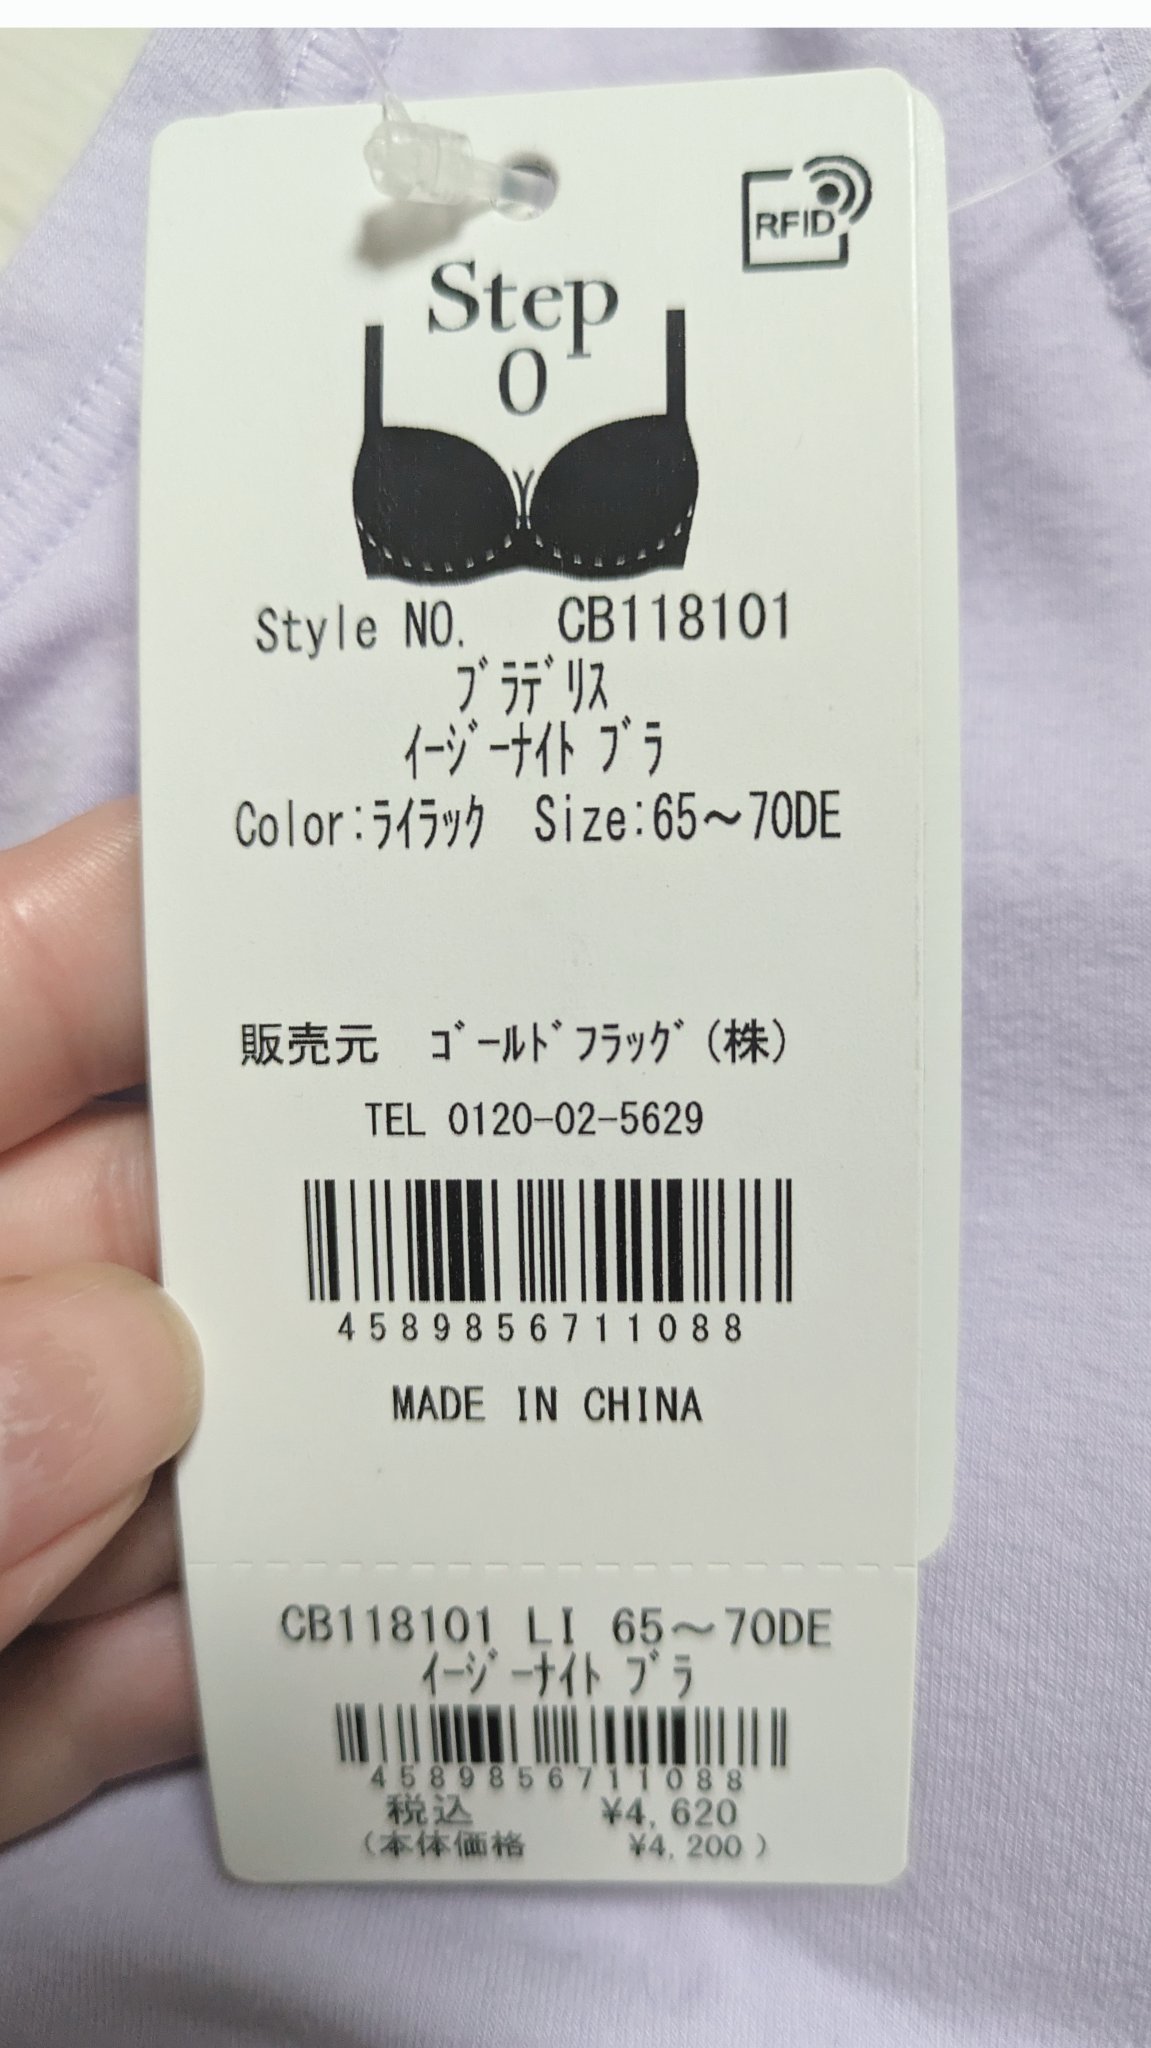 RFID
Step
0
Style NO. CB118101
ﾌﾞﾗﾃﾞﾘｽ
ｲｰｼﾞｰﾅｲﾄ ﾌﾞﾗ
Color:ﾗｲﾗｯｸ Size:65～70DE
販売元 ｺﾞｰﾙﾄﾞﾌﾗｯｸﾞ(株)
TEL 0120-02-5629
4589856711088
MADE IN CHINA
CB118101 LI 65～70DE
ｲｰｼﾞｰﾅｲﾄ ﾌﾞﾗ
4589856711088
税込 ¥4,620
(本体価格 ¥4,200)